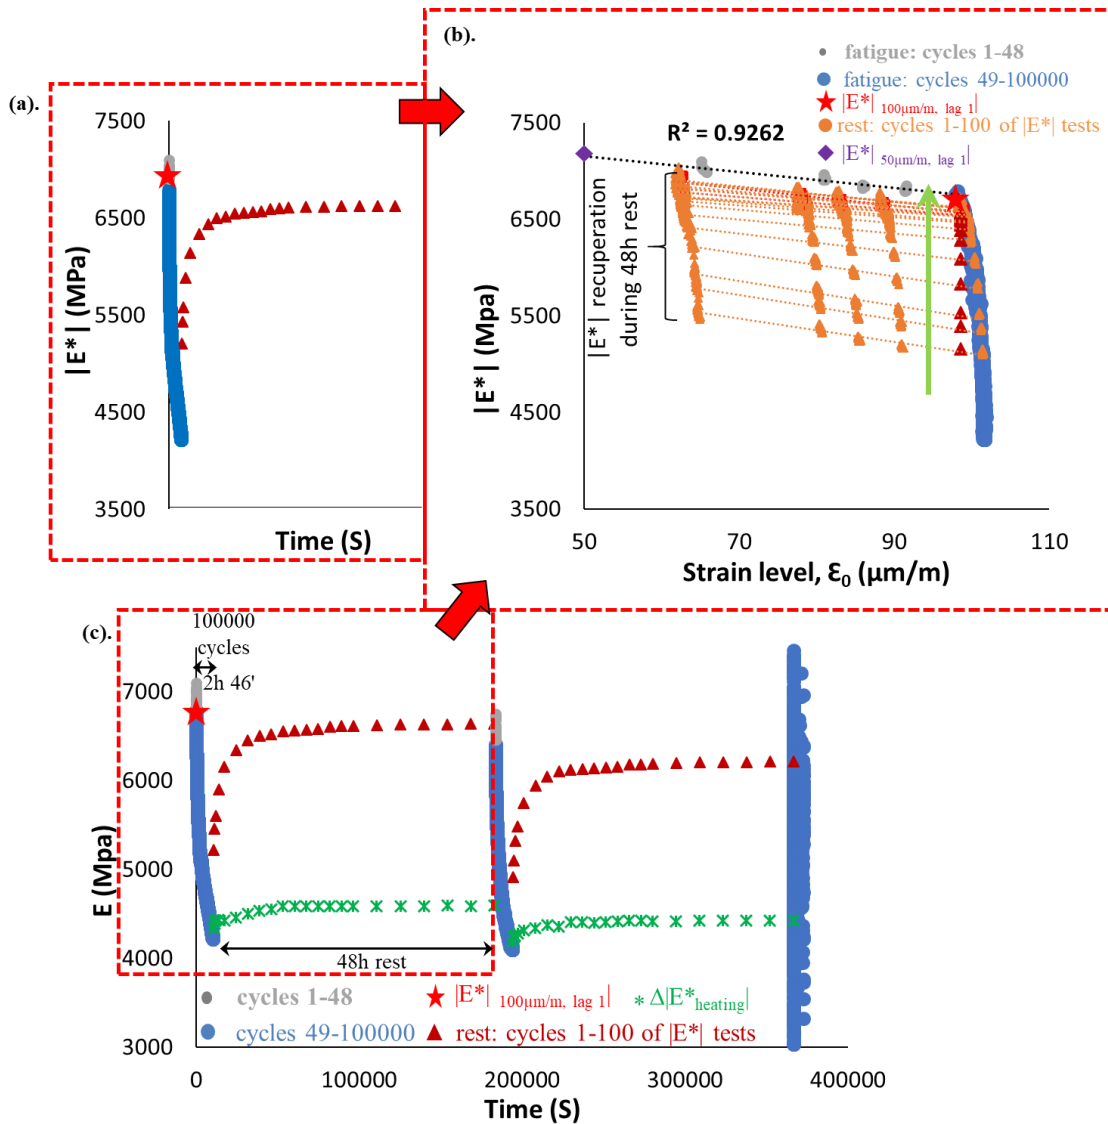 (a).
7500
6500
5500
4500
3500
|E*| (MPa)
Time (S)
(b).
fatigue: cycles 1-48
fatigue: cycles 49-100000
|E*| 100µm/m, lag 1|
rest: cycles 1-100 of |E*| tests
|E*| 50µm/m, lag 1|
R² = 0.9262
7500
6500
5500
4500
3500
|E*| (Mpa)
|E*| recuperation
during 48h rest
50
70
90
110
Strain level, ε0 (µm/m)
(c).
100000
cycles
2h 46'
7000
6000
5000
4000
3000
E (Mpa)
48h rest
cycles 1-48
|E*| 100µm/m, lag 1|
Δ|E*heating|
cycles 49-100000
rest: cycles 1-100 of |E*| tests
0
100000
200000
300000
400000
Time (S)